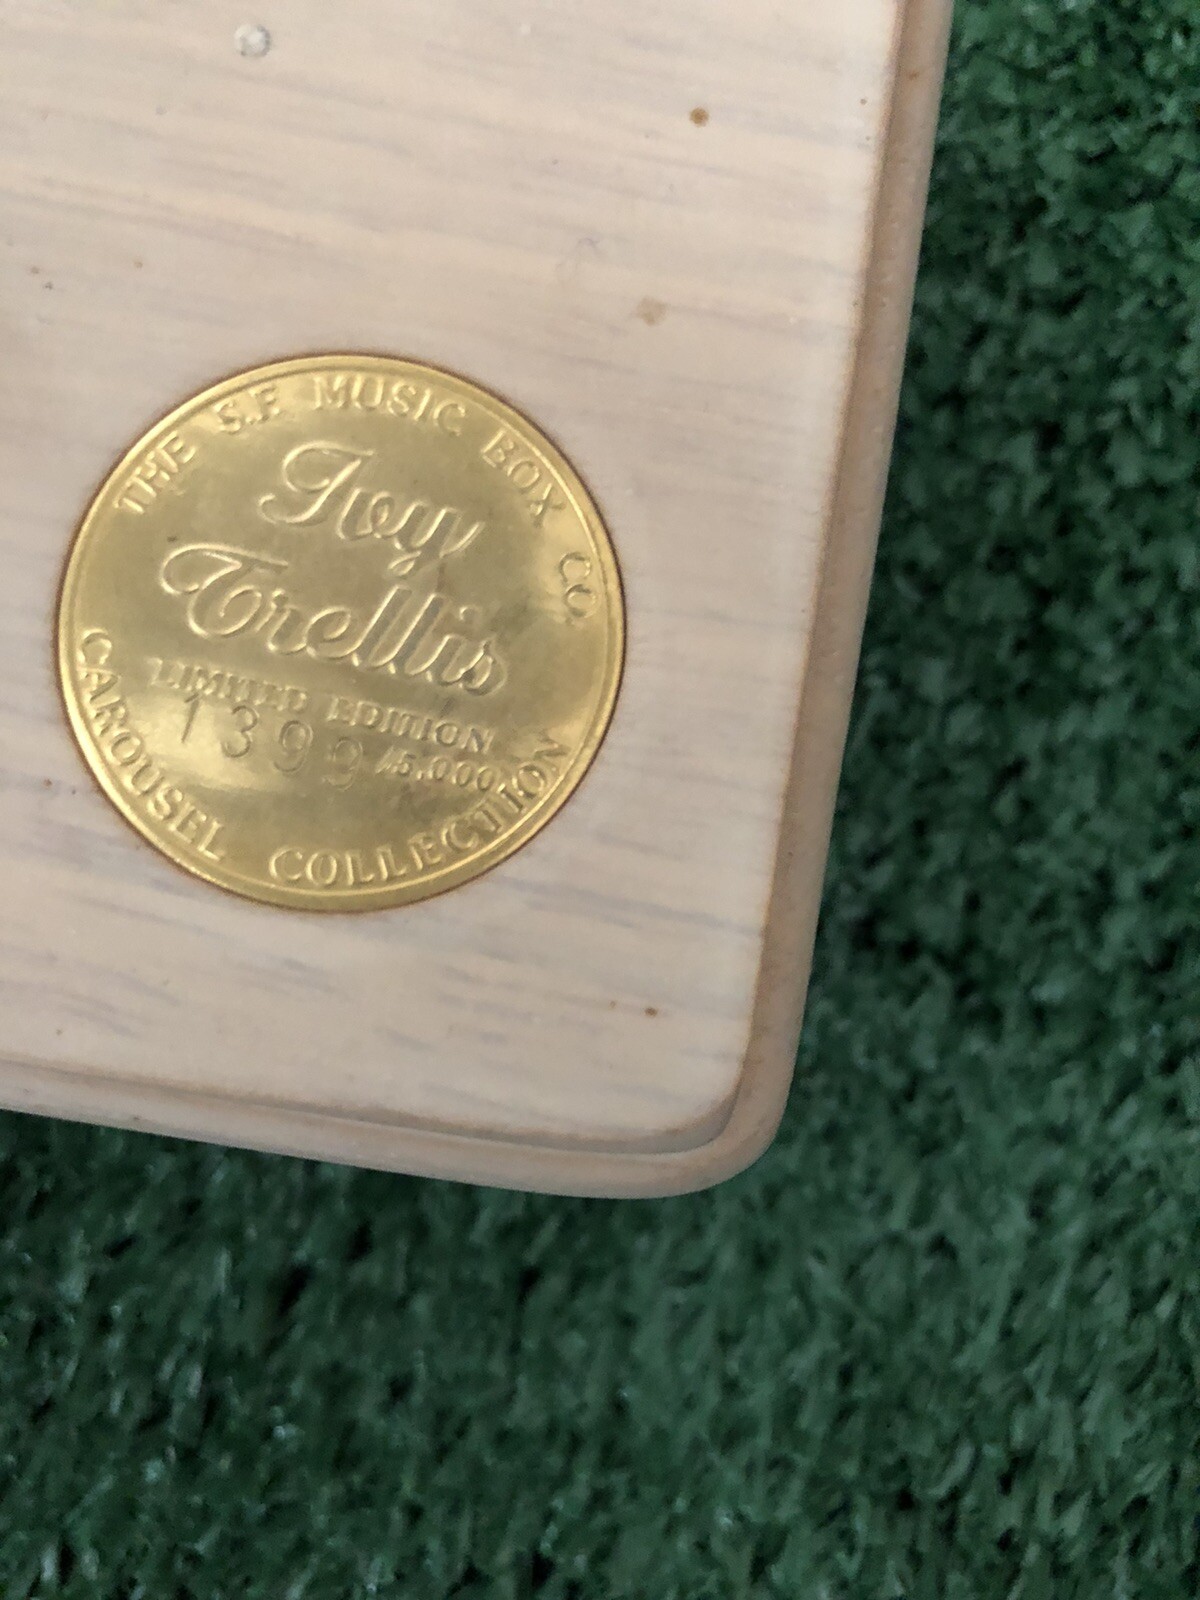 THE S.F. MUSIC BOX CO.
Ivy
Trellis
LIMITED EDITION
1399 /5,000
CAROUSEL COLLECTION